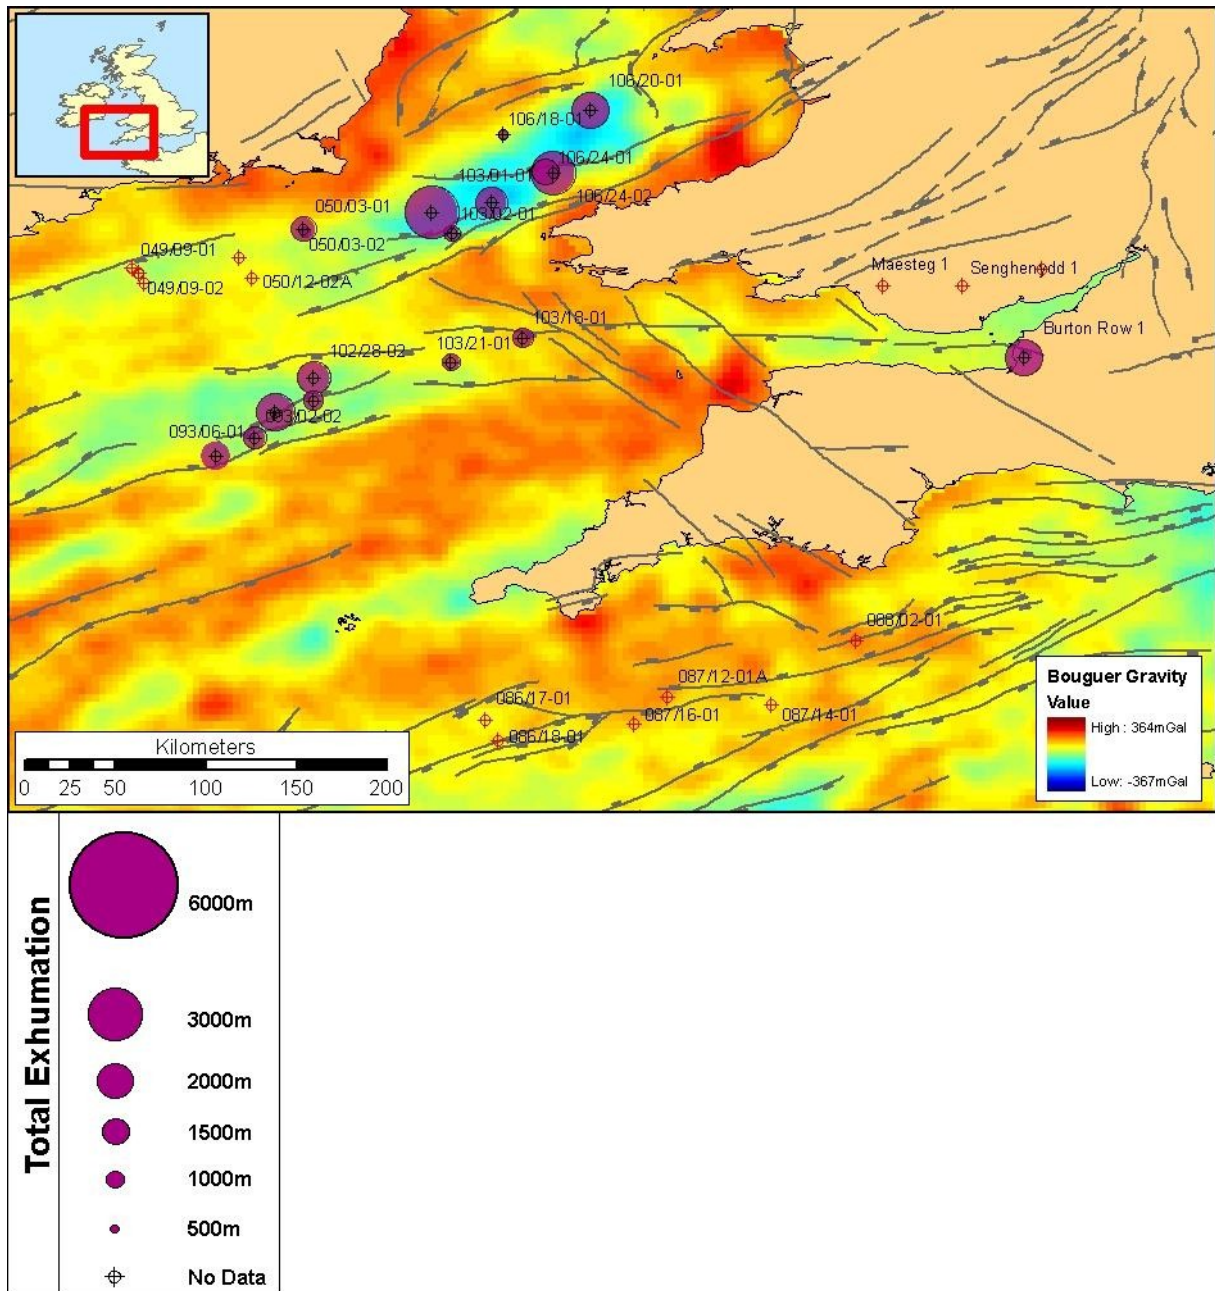 106/20-01
106/18-01
106/24-01
103/01-01
106/24-02
050/03-01
103/02-01
050/03-02
049/09-01
050/12-02A
049/09-02
Maesteg 1
Senghenydd 1
Burton Row 1
103/18-01
103/21-01
102/28-02
093/02-02
093/06-01
088/02-01
087/12-01A
086/17-01
087/16-01
087/14-01
086/18-01
Bouguer Gravity
Value
High : 364mGal
Low: -367mGal
Kilometers
0 25 50 100 150 200
Total Exhumation
6000m
3000m
2000m
1500m
1000m
500m
No Data